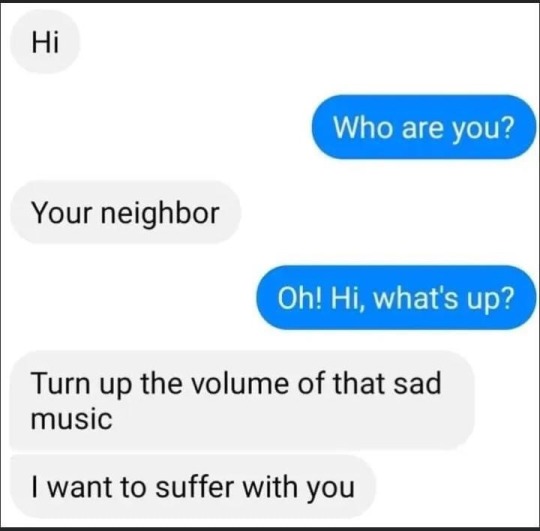 Hi
Who are you?
Your neighbor
Oh! Hi, what's up?
Turn up the volume of that sad
music
I want to suffer with you